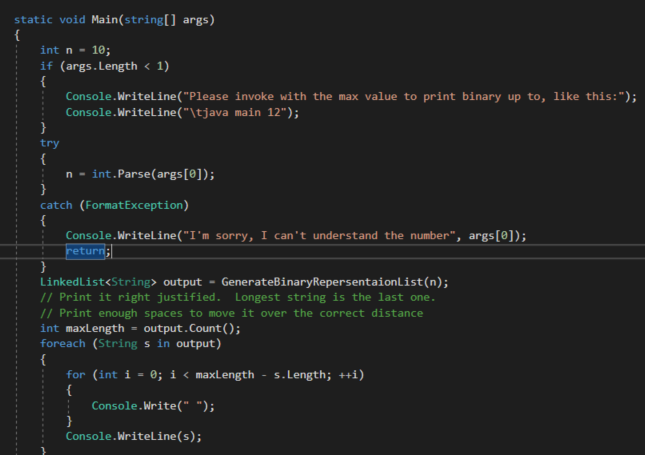 static void Main(string[] args)
{
    int n = 10;
    if (args.Length < 1)
    {
        Console.WriteLine("Please invoke with the max value to print binary up to, like this:");
        Console.WriteLine("\tjava main 12");
    }
    try
    {
        n = int.Parse(args[0]);
    }
    catch (FormatException)
    {
        Console.WriteLine("I'm sorry, I can't understand the number", args[0]);
        return;
    }
    LinkedList<String> output = GenerateBinaryRepersentaionList(n);
    // Print it right justified.  Longest string is the last one.
    // Print enough spaces to move it over the correct distance
    int maxLength = output.Count();
    foreach (String s in output)
    {
        for (int i = 0; i < maxLength - s.Length; ++i)
        {
            Console.Write(" ");
        }
        Console.WriteLine(s);
    }